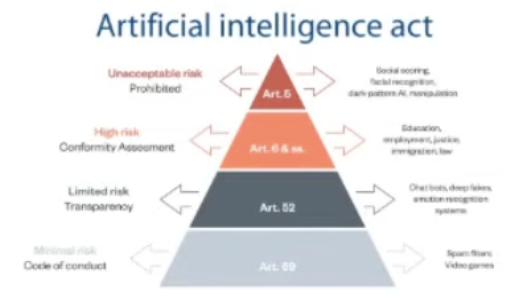 Artificial intelligence act
Unacceptable risk
Prohibited
Art. 5
Social scoring,
facial recognition,
dark-pattern AI, manipulation
High risk
Conformity Assesment
Art. 6 & ss.
Education,
employment, justice,
immigration, law
Limited risk
Transparency
Art. 52
Chat bots, deep fakes,
emotion recognition
systems
Minimal risk
Code of conduct
Art. 69
Spam filters
Video games